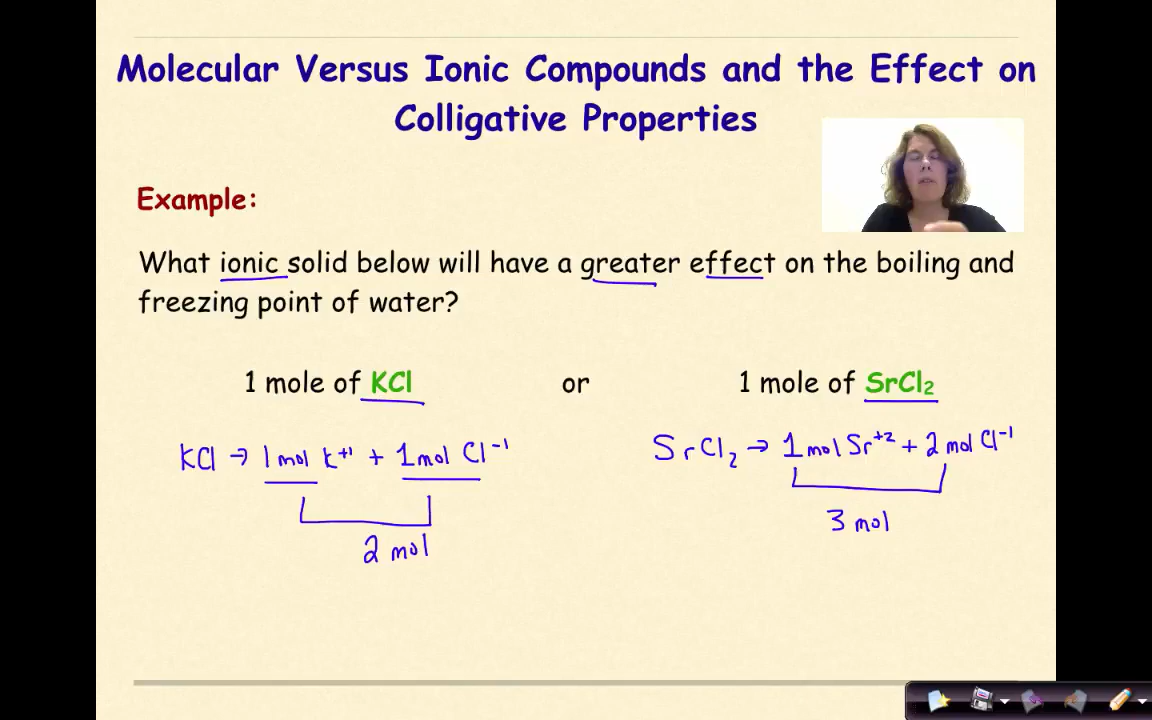 Molecular Versus Ionic Compounds and the Effect on
Colligative Properties
Example:
What ionic solid below will have a greater effect on the boiling and
freezing point of water?
1 mole of KCl or 1 mole of SrCl₂
KCl → 1 mol K⁺¹ + 1 mol Cl⁻¹
SrCl₂ → 1 mol Sr⁺² + 2 mol Cl⁻¹
2 mol
3 mol